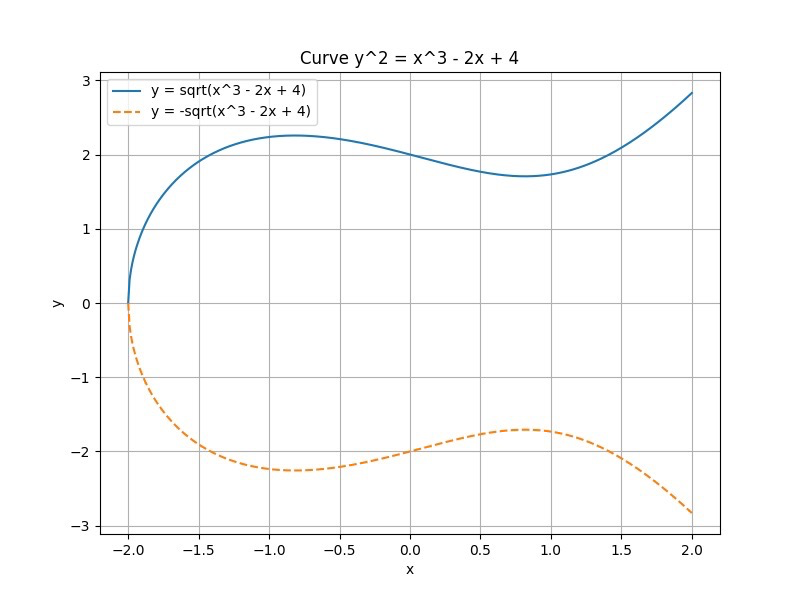 Curve y^2 = x^3 - 2x + 4
y = sqrt(x^3 - 2x + 4)
y = -sqrt(x^3 - 2x + 4)
3
2
1
0
−1
−2
−3
y
−2.0 −1.5 −1.0 −0.5 0.0 0.5 1.0 1.5 2.0
x